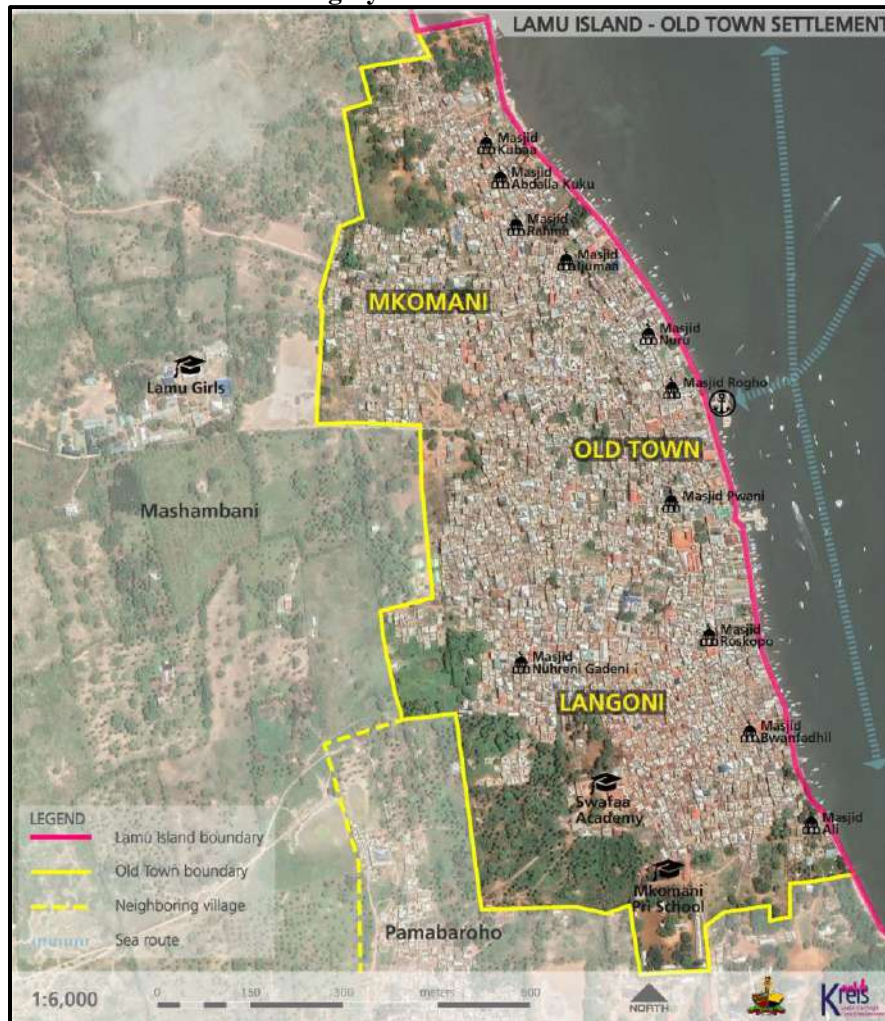 LAMU ISLAND - OLD TOWN SETTLEMENT
Masjid
Kubaa
Masjid
Abdalla Kuku
Masjid
Rahma
Masjid
Ijumaa
MKOMANI
Masjid
Nuru
Lamu Girls
Masjid Rogho
OLD TOWN
Masjid Pwani
Mashambani
Masjid
Roskopu
Masjid
Nuhreni Gadeni
LANGONI
Masjid
Bwanfadhil
Swafaa
Academy
Masjid
Ali
Mkomani
Pri School
Pamabaroho
LEGEND
Lamu Island boundary
Old Town boundary
Neighboring village
Sea route
1:6,000
0 150 300 meters 600
NORTH
Kreis